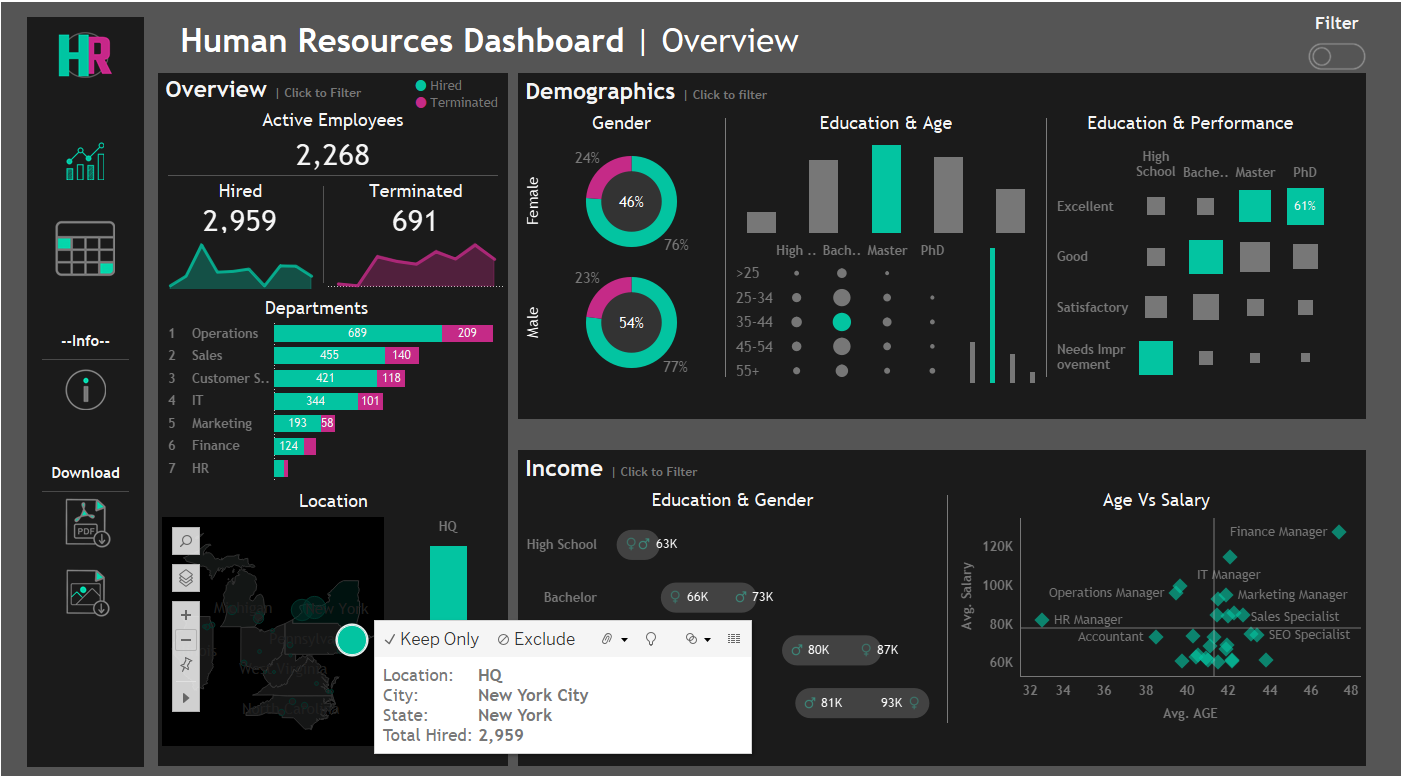 HR
Human Resources Dashboard | Overview
Filter
Overview | Click to Filter
Hired
Terminated
Active Employees
2,268
Hired
2,959
Terminated
691
Departments
1 Operations 689 209
2 Sales 455 140
3 Customer S.. 421 118
4 IT 344 101
5 Marketing 193 58
6 Finance 124
7 HR
Location
HQ
Michigan
New York
Pennsylvania
West Virginia
North Carolina
--Info--
Download
PDF
Demographics | Click to filter
Gender
Female
24%
46%
76%
Male
23%
54%
77%
Education & Age
High .. Bach.. Master PhD
>25
25-34
35-44
45-54
55+
Education & Performance
High
School Bache.. Master PhD
Excellent 61%
Good
Satisfactory
Needs Impr
ovement
Income | Click to Filter
Education & Gender
High School ♀♂ 63K
Bachelor ♀ 66K ♂ 73K
♂ 80K ♀ 87K
♂ 81K 93K ♀
Age Vs Salary
Avg. Salary
120K
100K
80K
60K
Finance Manager
IT Manager
Operations Manager
Marketing Manager
HR Manager
Sales Specialist
Accountant
SEO Specialist
32 34 36 38 40 42 44 46 48
Avg. AGE
Keep Only Exclude
Location: HQ
City: New York City
State: New York
Total Hired: 2,959